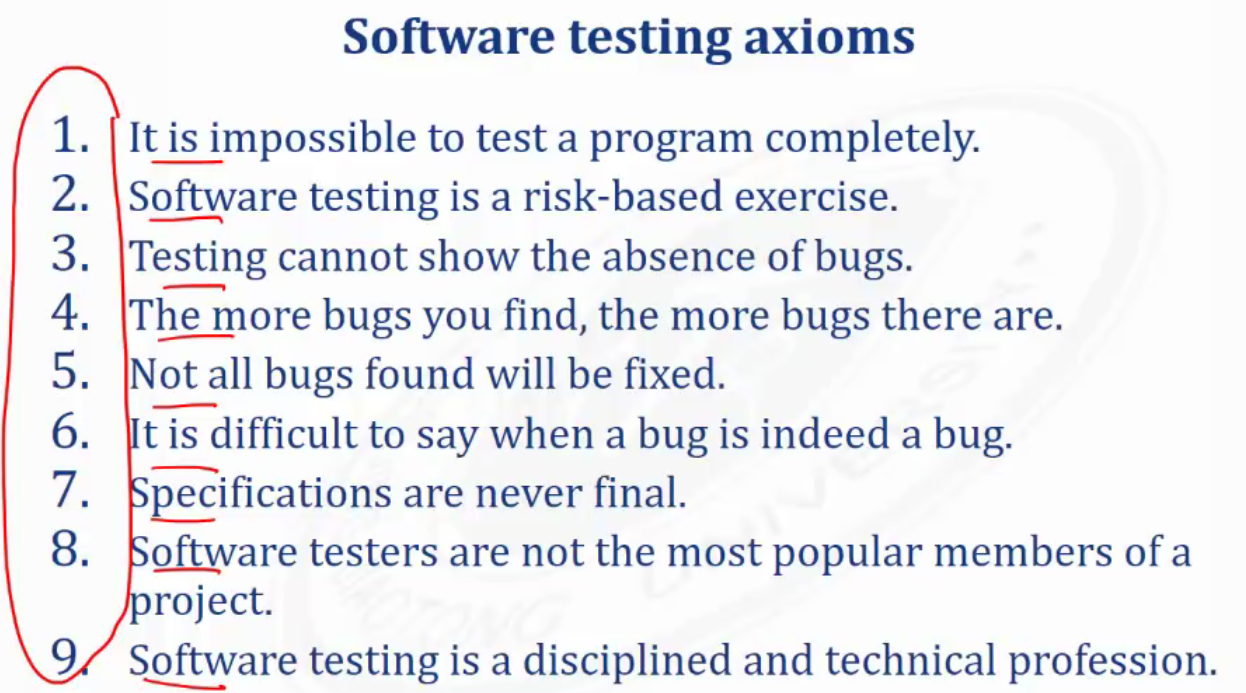 Software testing axioms
1. It is impossible to test a program completely.
2. Software testing is a risk-based exercise.
3. Testing cannot show the absence of bugs.
4. The more bugs you find, the more bugs there are.
5. Not all bugs found will be fixed.
6. It is difficult to say when a bug is indeed a bug.
7. Specifications are never final.
8. Software testers are not the most popular members of a
project.
9. Software testing is a disciplined and technical profession.
JIAOTONG UNIVERSITY